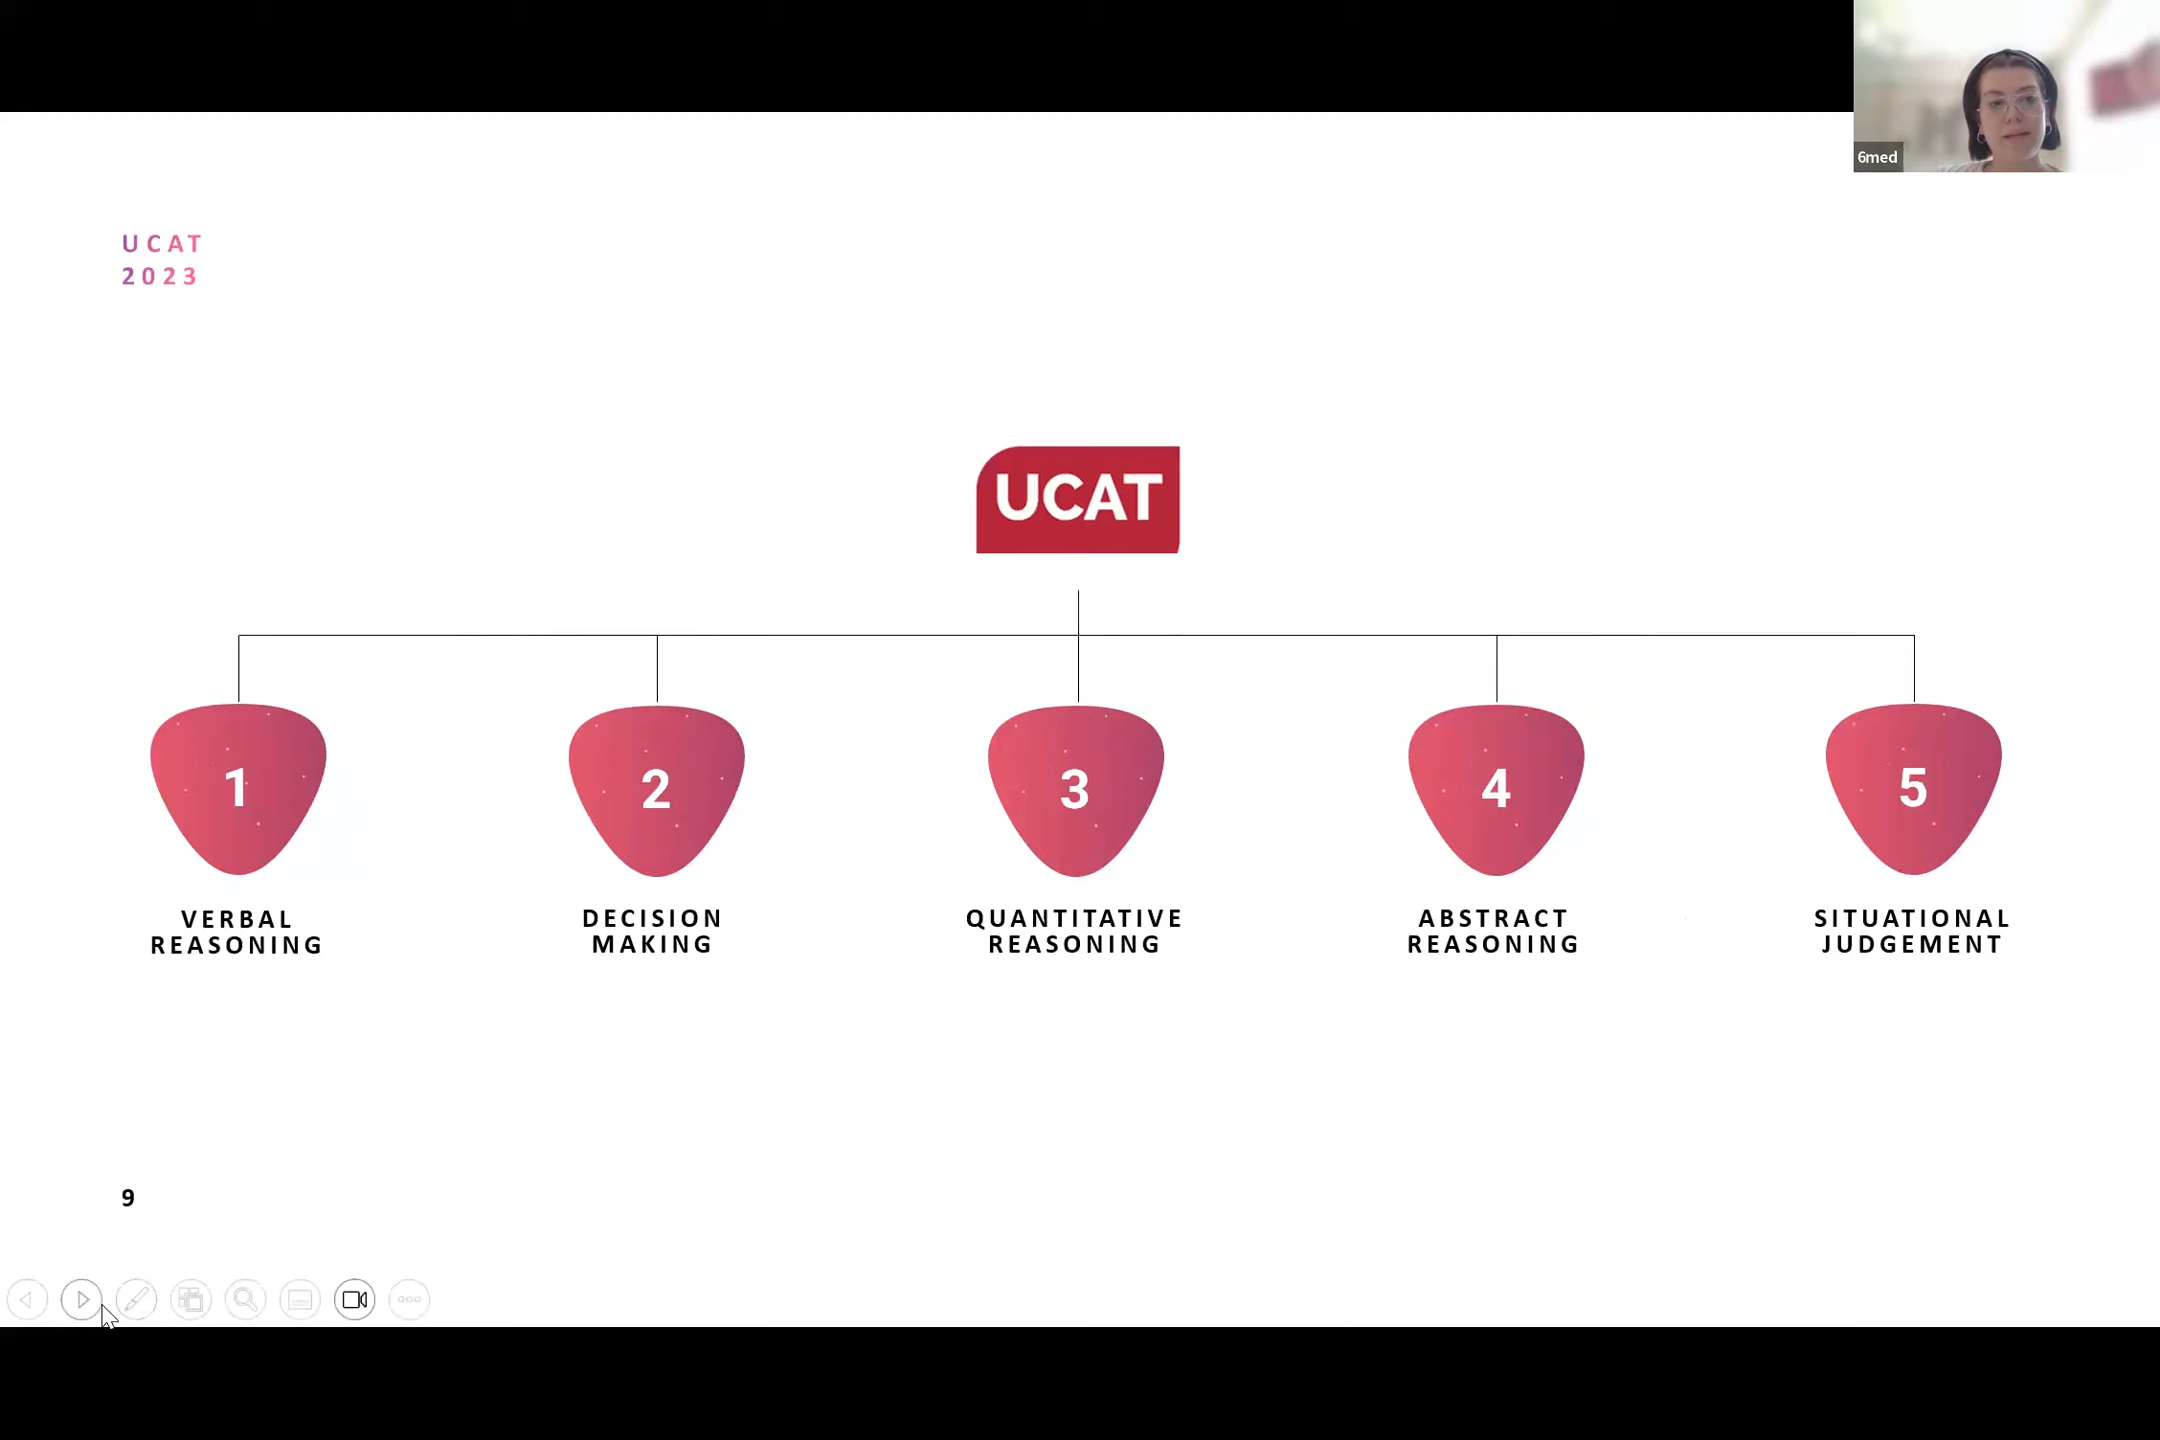 6med
UCAT
2023
UCAT
1
2
3
4
5
VERBAL
REASONING
DECISION
MAKING
QUANTITATIVE
REASONING
ABSTRACT
REASONING
SITUATIONAL
JUDGEMENT
9